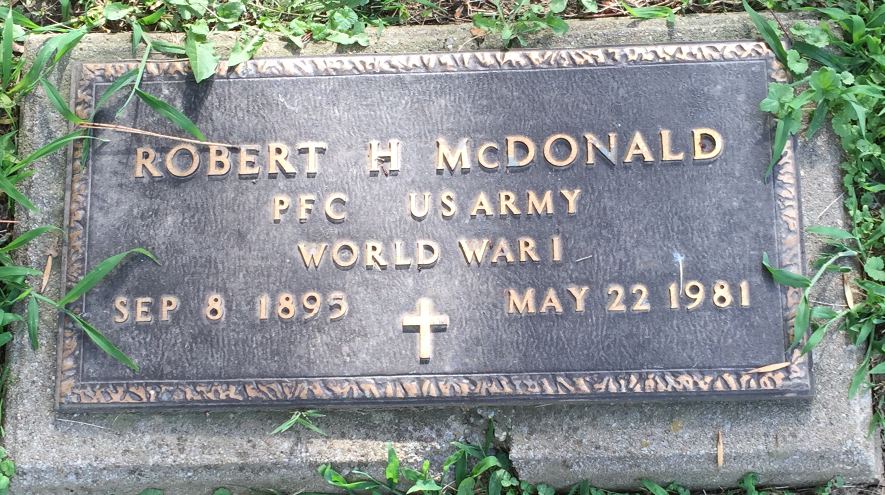 ROBERT H McDONALD
PFC US ARMY
WORLD WAR I
SEP 8 1895 MAY 22 1981